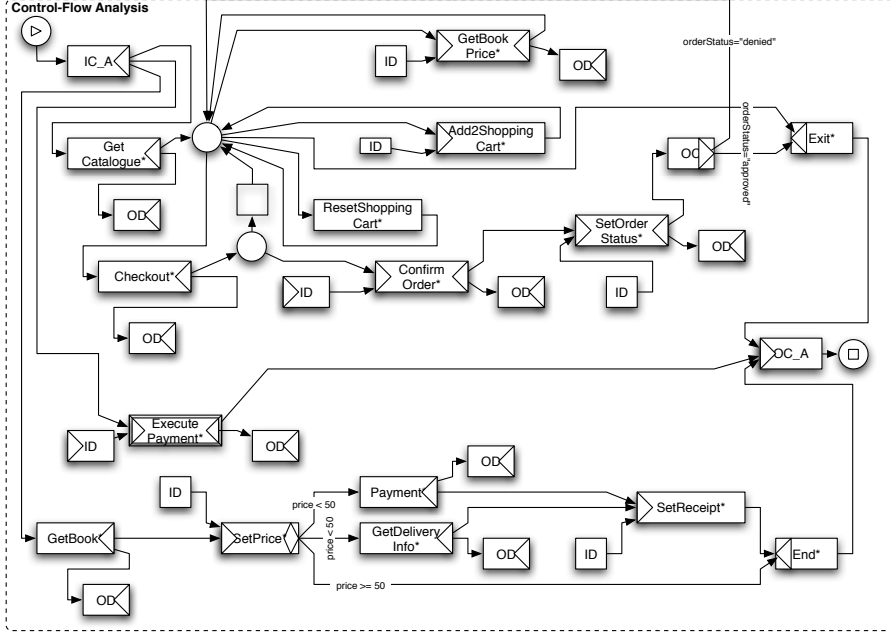 Control-Flow Analysis
IC_A
GetBook
Price*
ID
OD
orderStatus="denied"
Get
Catalogue*
Add2Shopping
Cart*
ID
OC
orderStatus="approved"
Exit*
OD
ResetShopping
Cart*
SetOrder
Status*
OD
Checkout*
Confirm
Order*
ID
OD
ID
OD
OC_A
Execute
Payment*
ID
OD
OD
ID
Payment
price < 50
SetReceipt*
GetBook*
SetPrice*
price < 50
GetDelivery
Info*
OD
ID
End*
price >= 50
OD